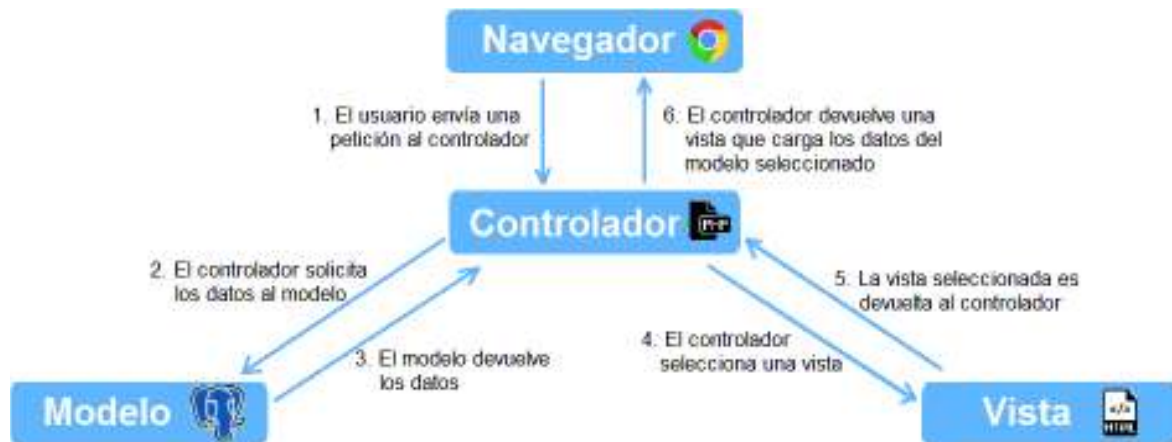 Navegador
1. El usuario envía una
petición al controlador
6. El controlador devuelve una
vista que carga los datos del
modelo seleccionado
Controlador
PHP
2. El controlador solicita
los datos al modelo
5. La vista seleccionada es
devuelta al controlador
4. El controlador
selecciona una vista
3. El modelo devuelve
los datos
Modelo
Vista
</>
HTML